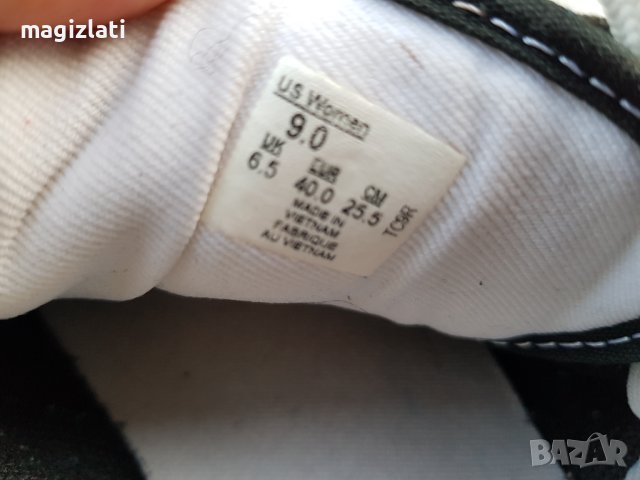 magizlati
US Women
9.0
UK EUR CM
6.5 40.0 25.5
MADE IN
VIETNAM
FABRIQUE
AU VIETNAM
BAZAR